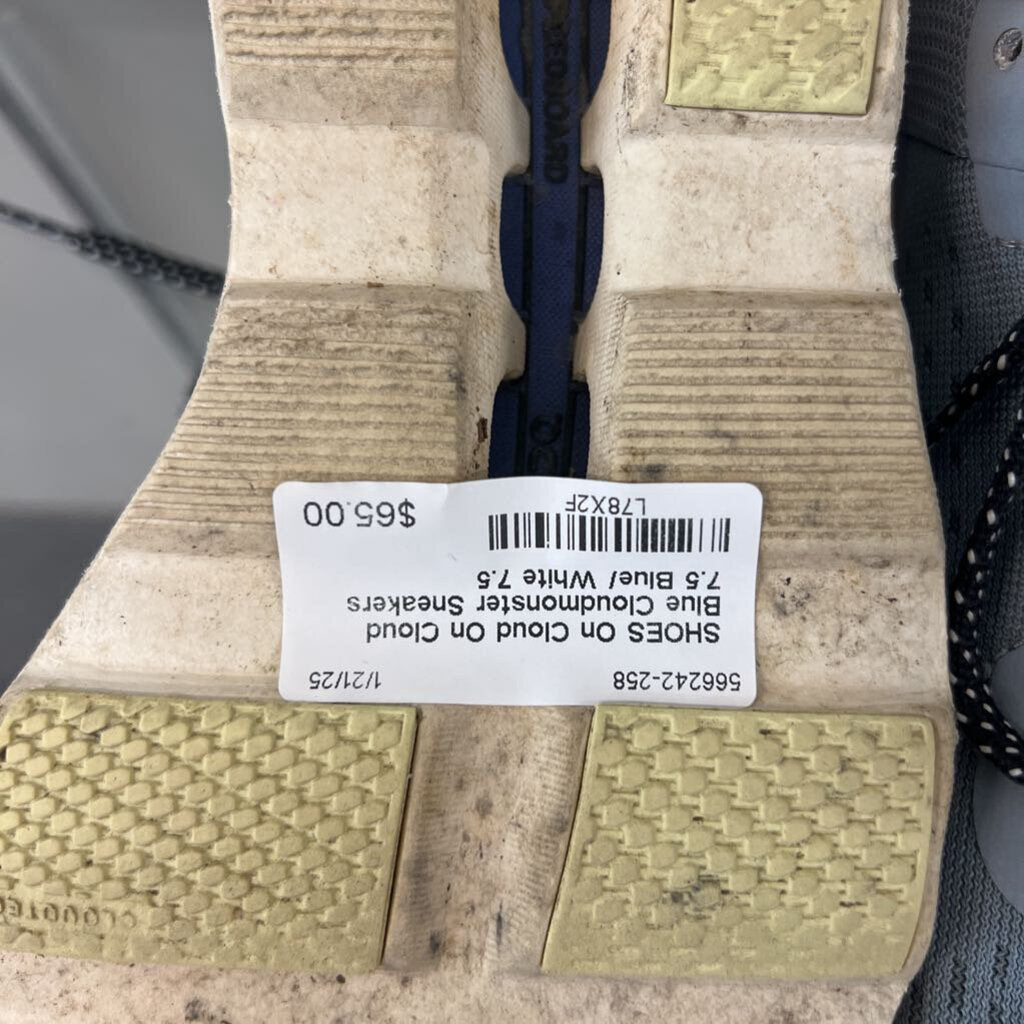 566242-258 1/21/25
SHOES On Cloud On Cloud
Blue Cloudmonster Sneakers
7.5 Blue/ White 7.5
L78X2F
$65.00
CLOUDTEC